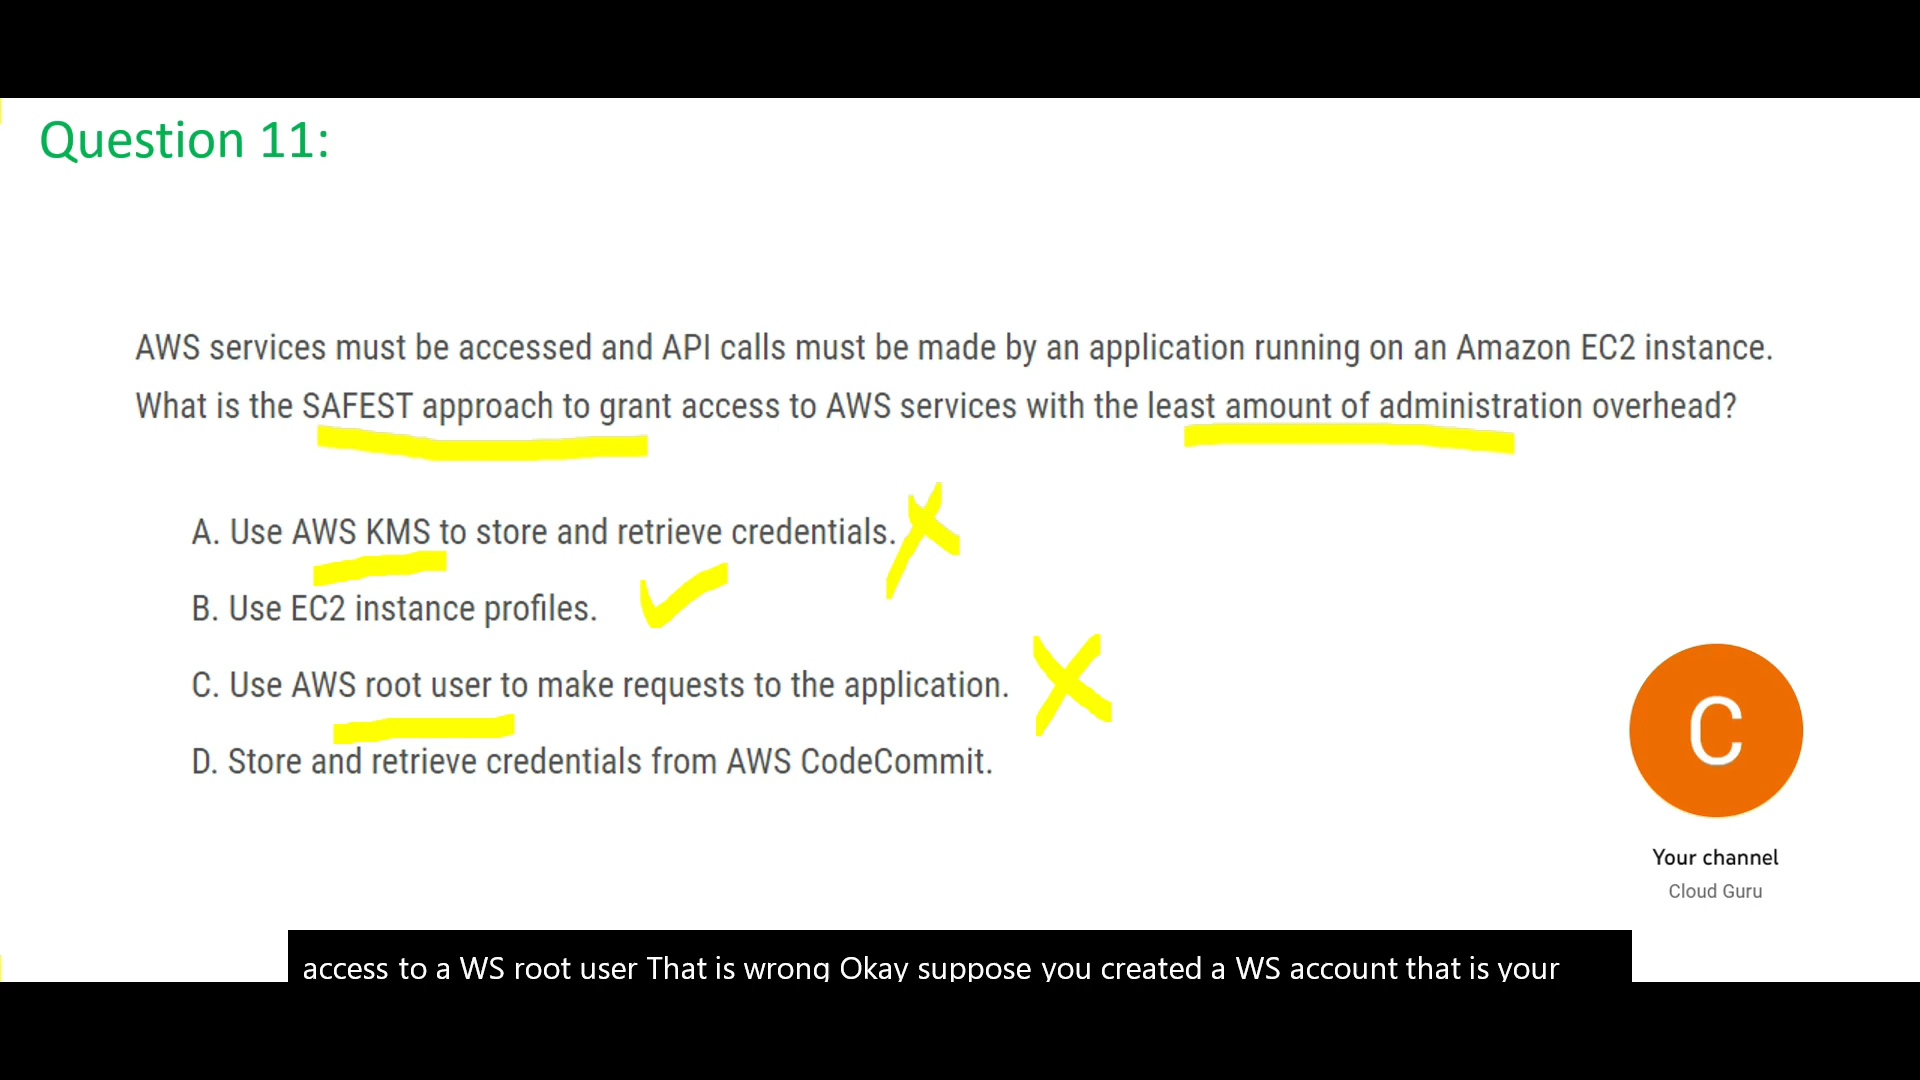 Question 11:
AWS services must be accessed and API calls must be made by an application running on an Amazon EC2 instance.
What is the SAFEST approach to grant access to AWS services with the least amount of administration overhead?
A. Use AWS KMS to store and retrieve credentials.
B. Use EC2 instance profiles.
C. Use AWS root user to make requests to the application.
D. Store and retrieve credentials from AWS CodeCommit.
C
Your channel
Cloud Guru
access to a WS root user That is wrong Okay suppose you created a WS account that is your